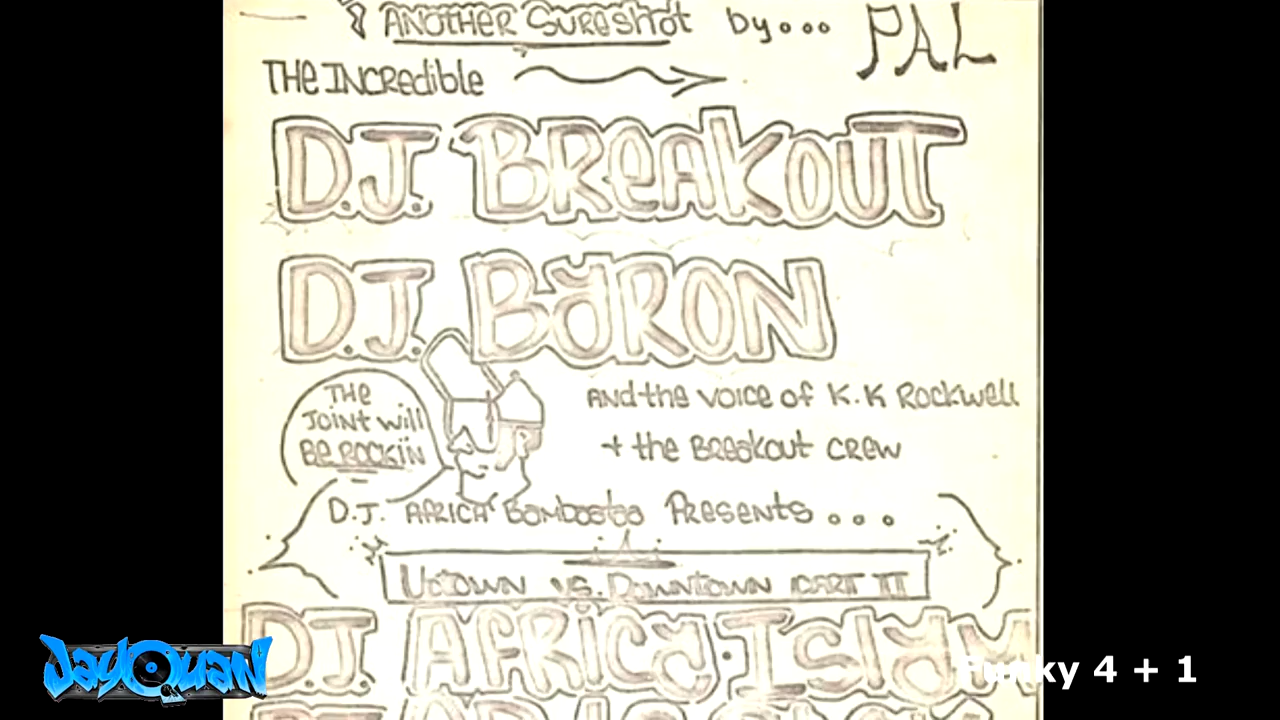 & ANOTHER SURESHOT by... PAL
THE INCREDIBLE
D.J. BREAKOUT
D.J. BARON
THE
JOINT WILL
BE ROCKIN
AND THE VOICE OF K.K ROCKWELL
+ THE BREAKOUT CREW
D.J. AFRICA BAMBOATAA PRESENTS...
UPTOWN VS. DOWNTOWN PART II
D.J. AFRICA ISLAM
JayQuan
Funky 4 + 1